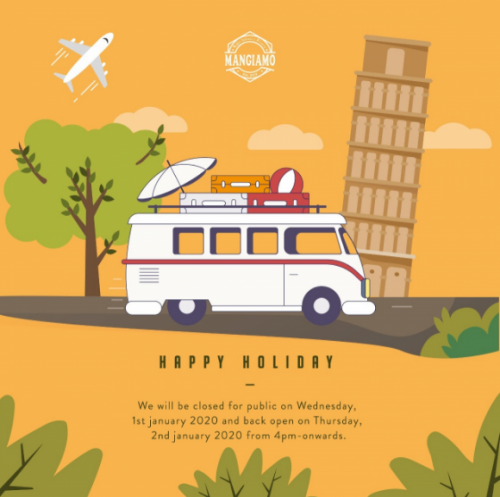 MANGIAMO
HAPPY HOLIDAY
We will be closed for public on Wednesday,
1st january 2020 and back open on Thursday,
2nd january 2020 from 4pm-onwards.